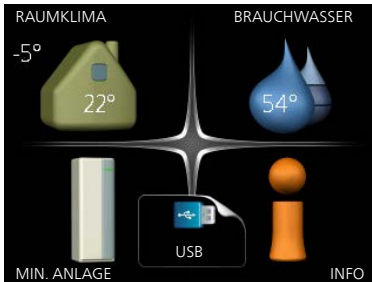 RAUMKLIMA
BRAUCHWASSER
-5°
22°
54°
USB
MIN. ANLAGE
INFO